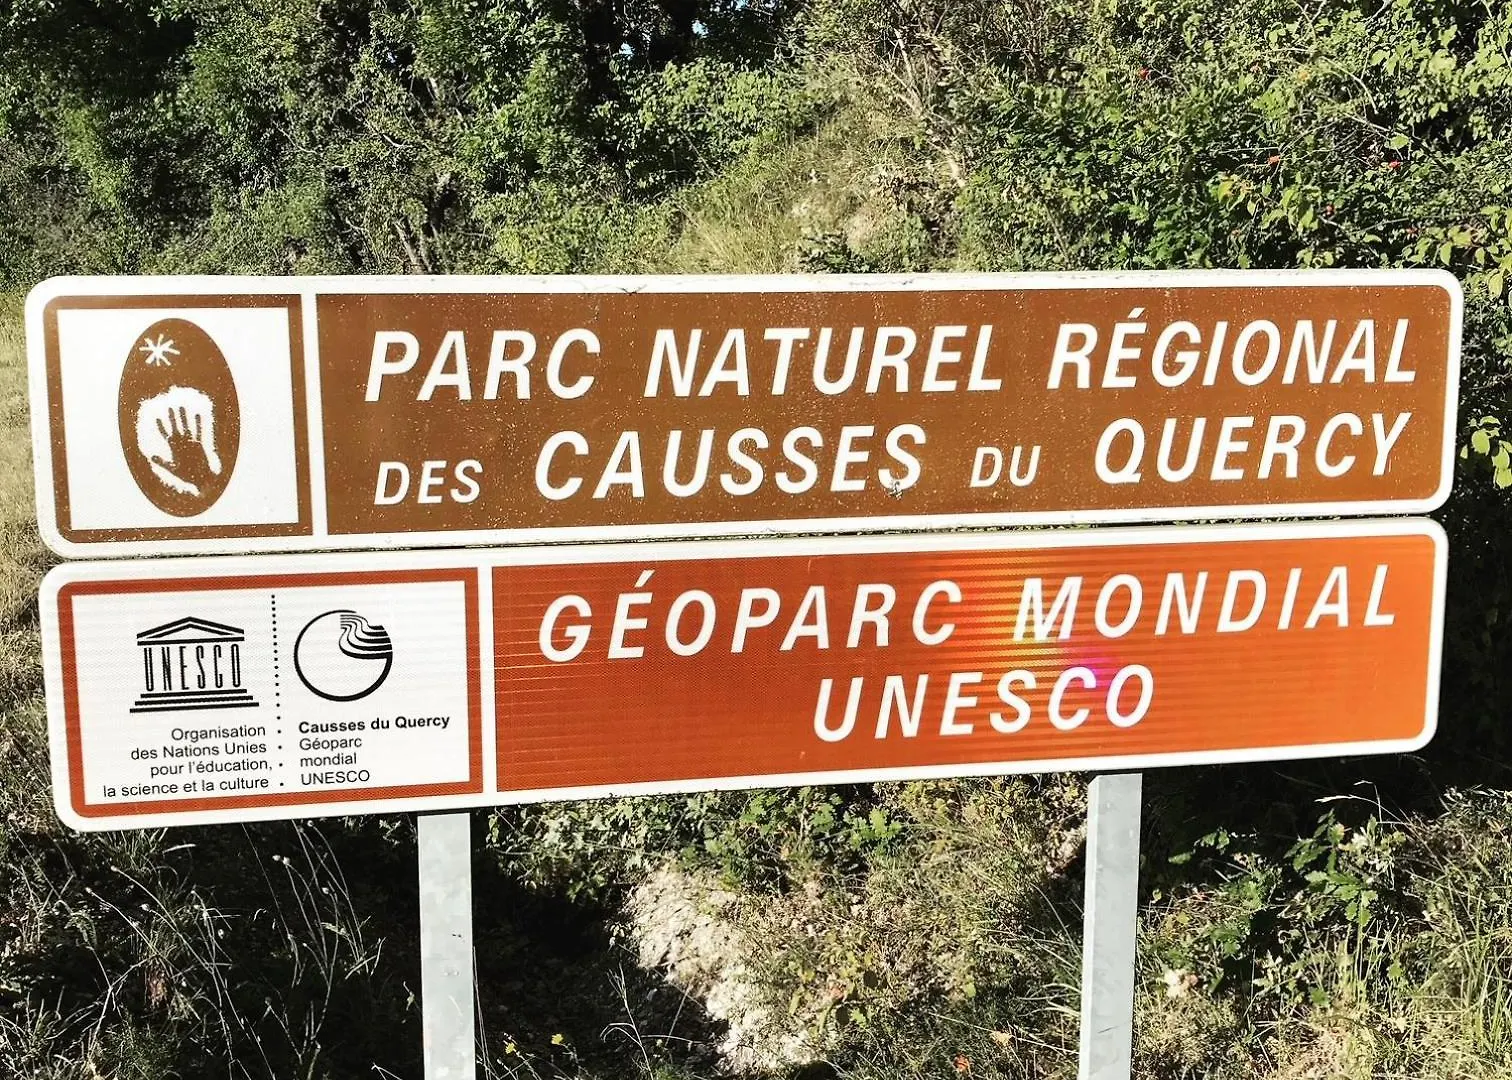 PARC NATUREL RÉGIONAL
DES CAUSSES DU QUERCY
GÉOPARC MONDIAL
UNESCO
UNESCO
Organisation
des Nations Unies
pour l'éducation,
la science et la culture
Causses du Quercy
Géoparc
mondial
UNESCO